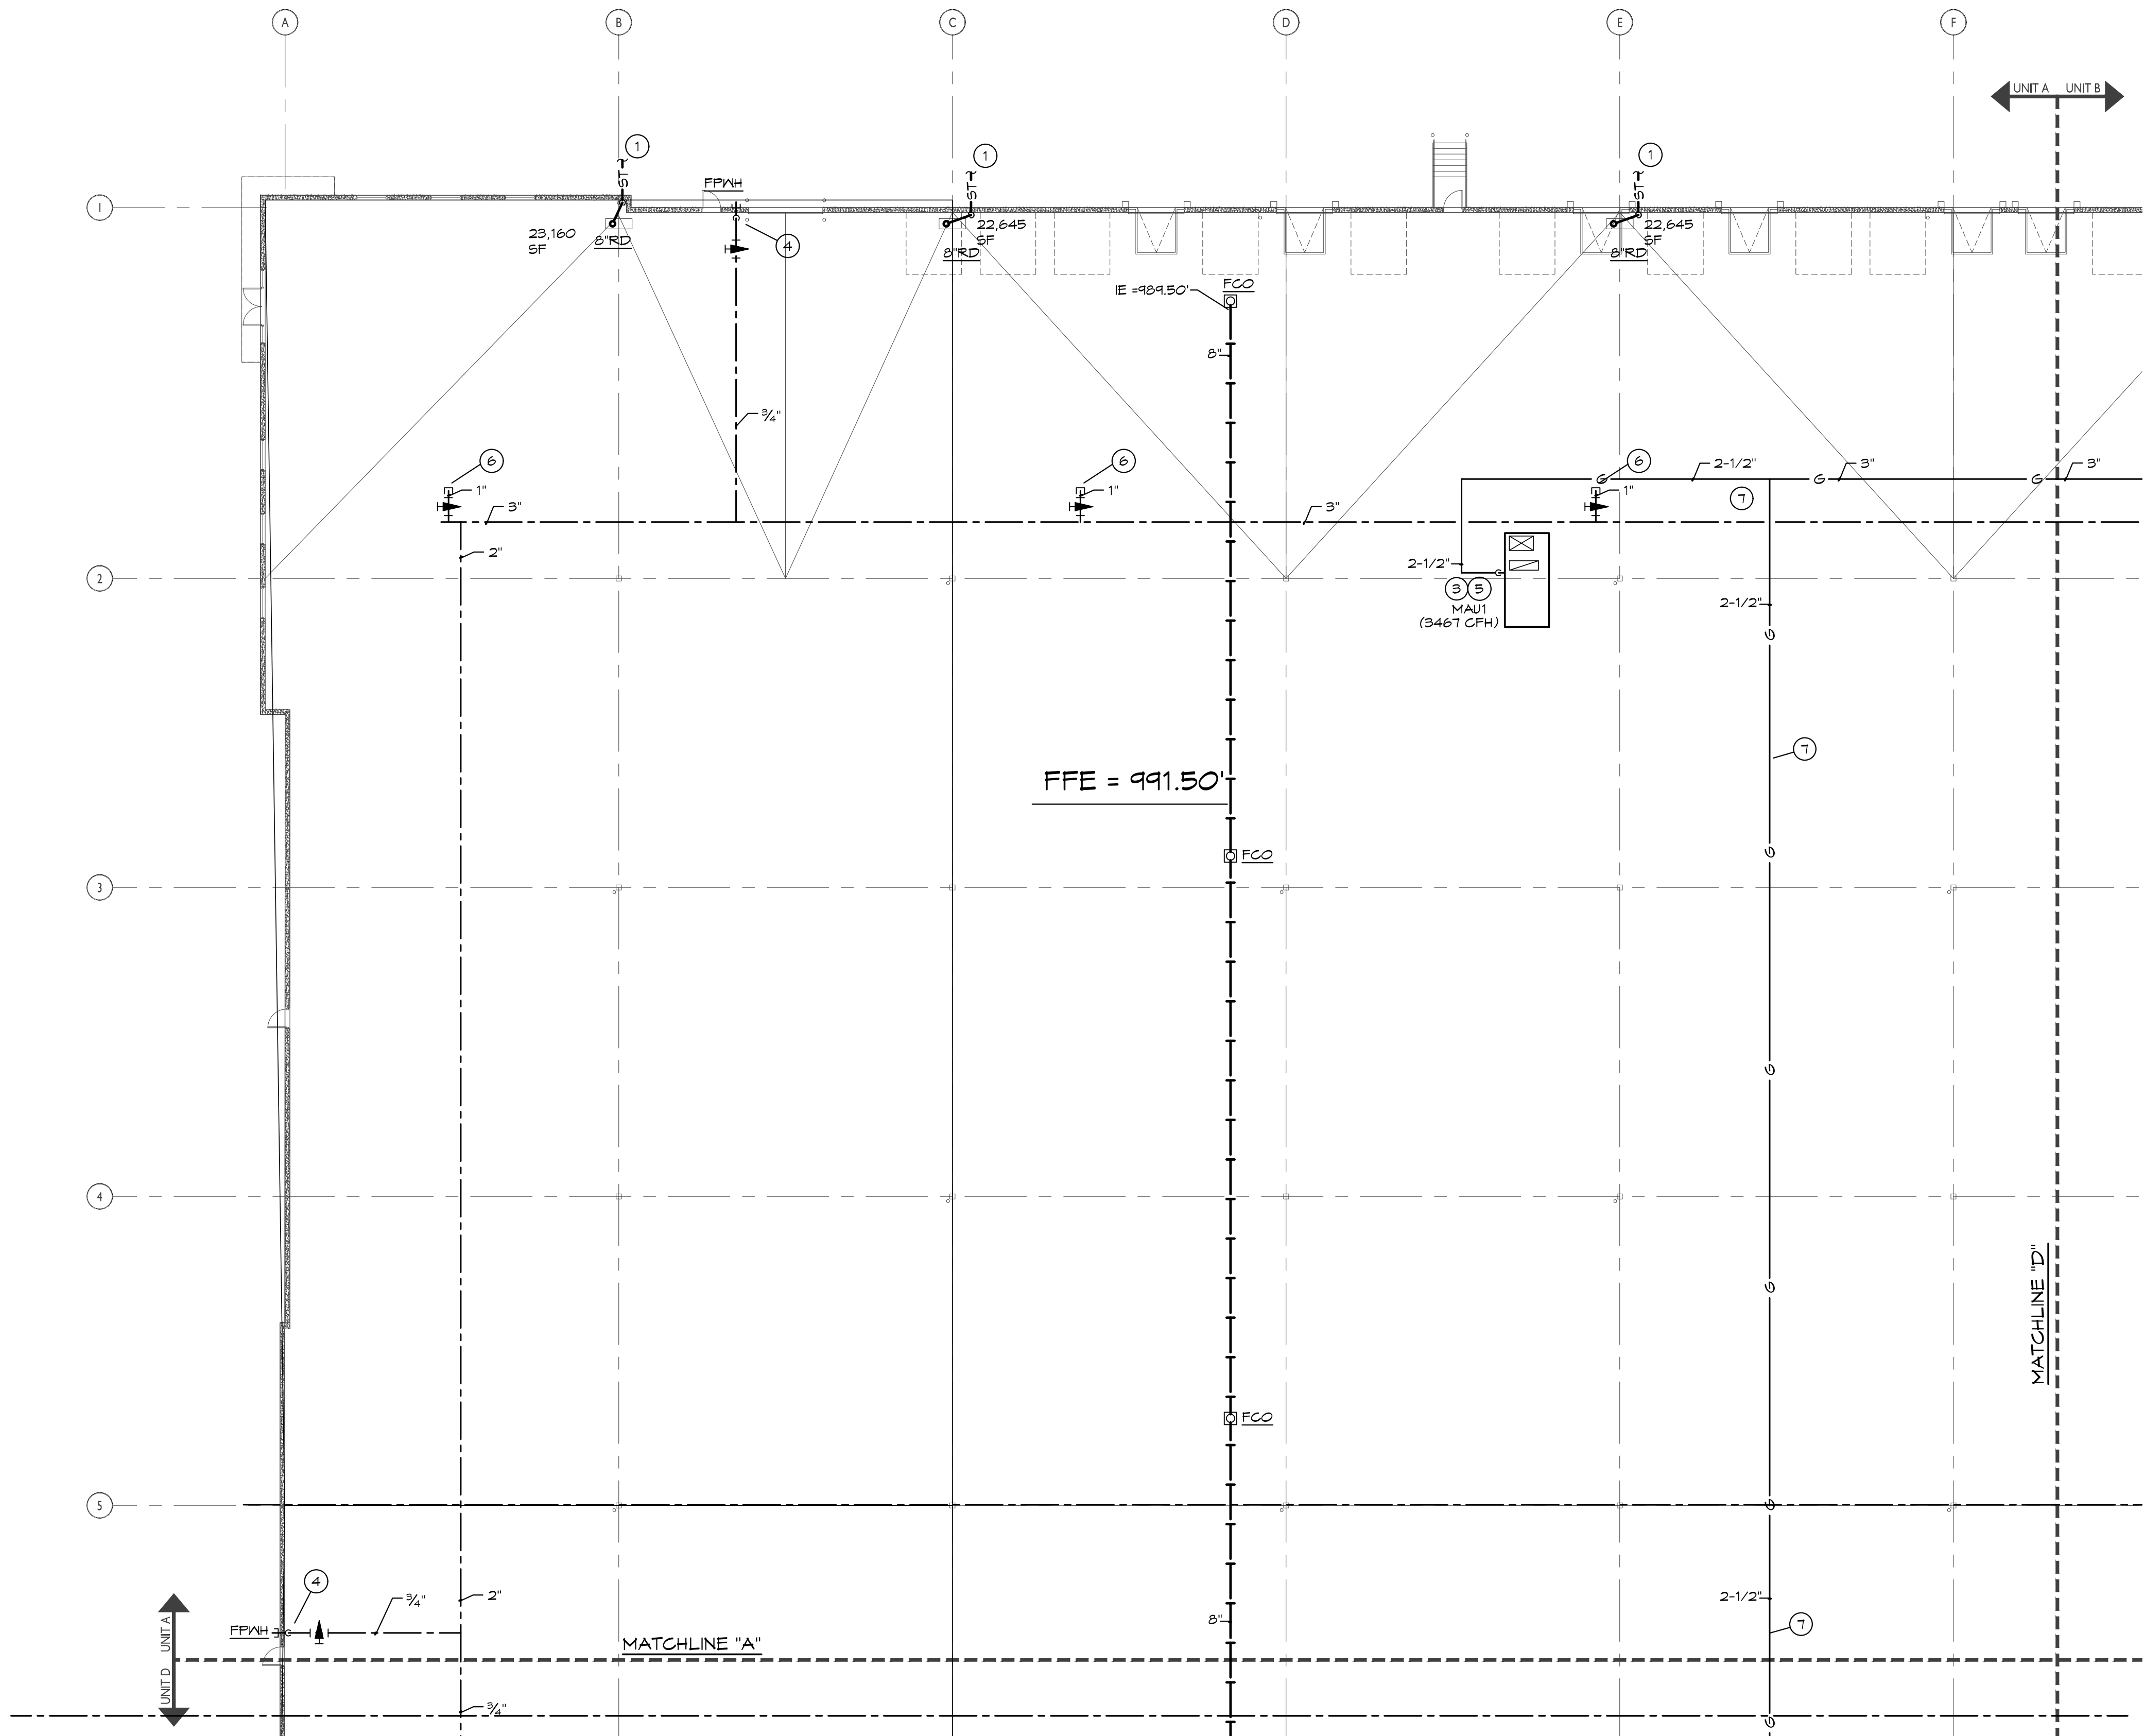 A B C D E F
UNIT A UNIT B
1
1
1
ST
ST
ST
FPWH
1
23,160
SF
8"RD
4
22,645
SF
8"RD
22,645
SF
8"RD
IE =989.50'
FCO
8"
3/4"
6
6
6
1"
1"
1"
2-1/2"
3"
3"
G
G
G
7
3"
3"
2"
2
2-1/2"
3 5
MAU1
(3467 CFH)
2-1/2"
G
7
FFE = 991.50'
G
FCO
3
G
4
G
MATCHLINE "D"
FCO
5
G
4
3/4"
2"
2-1/2"
FPWH
8"
7
UNIT D UNIT A
MATCHLINE "A"
3/4"
G